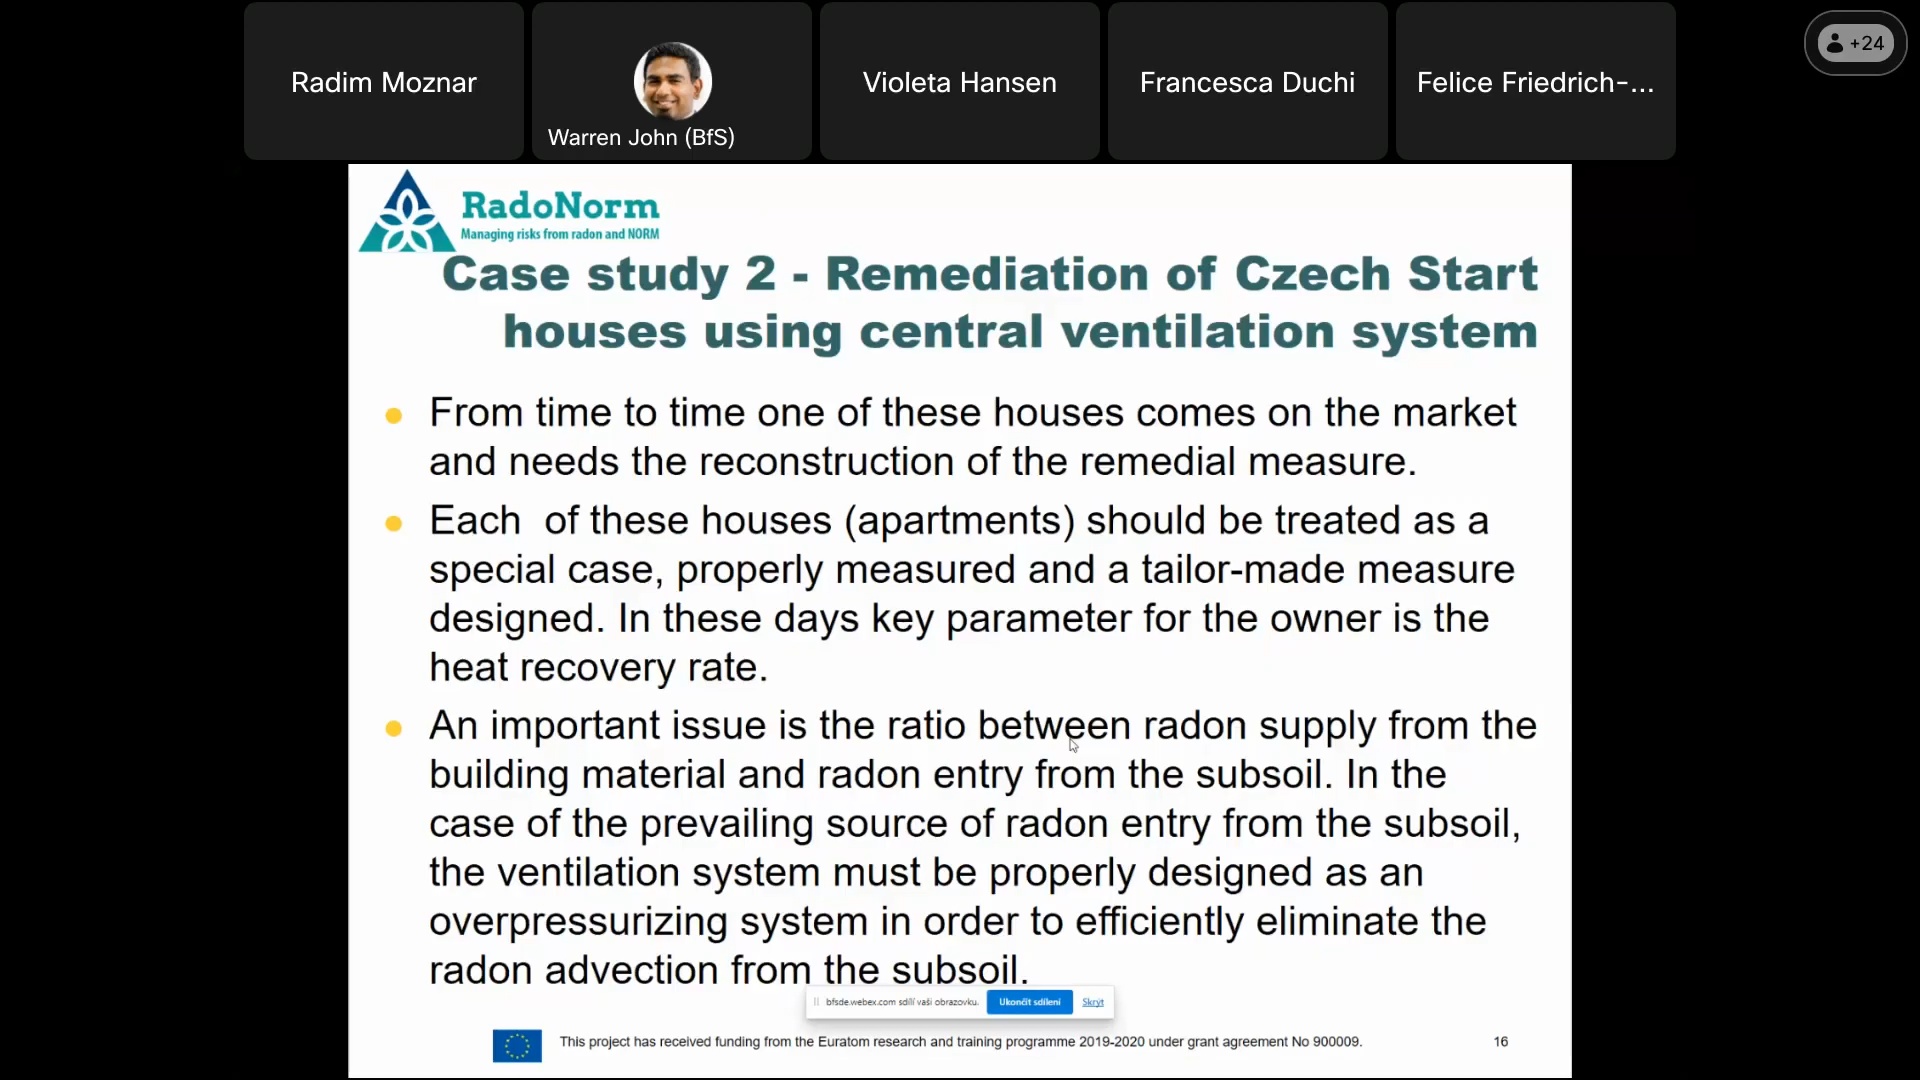 Radim Moznar
Warren John (BfS)
Violeta Hansen
Francesca Duchi
Felice Friedrich-...
+24
RadoNorm
Managing risks from radon and NORM
Case study 2 - Remediation of Czech Start
houses using central ventilation system
From time to time one of these houses comes on the market
and needs the reconstruction of the remedial measure.
Each of these houses (apartments) should be treated as a
special case, properly measured and a tailor-made measure
designed. In these days key parameter for the owner is the
heat recovery rate.
An important issue is the ratio between radon supply from the
building material and radon entry from the subsoil. In the
case of the prevailing source of radon entry from the subsoil,
the ventilation system must be properly designed as an
overpressurizing system in order to efficiently eliminate the
radon advection from the subsoil.
bfsde.webex.com sdílí vaši obrazovku.
Ukončit sdílení
Skrýt
This project has received funding from the Euratom research and training programme 2019-2020 under grant agreement No 900009.
16